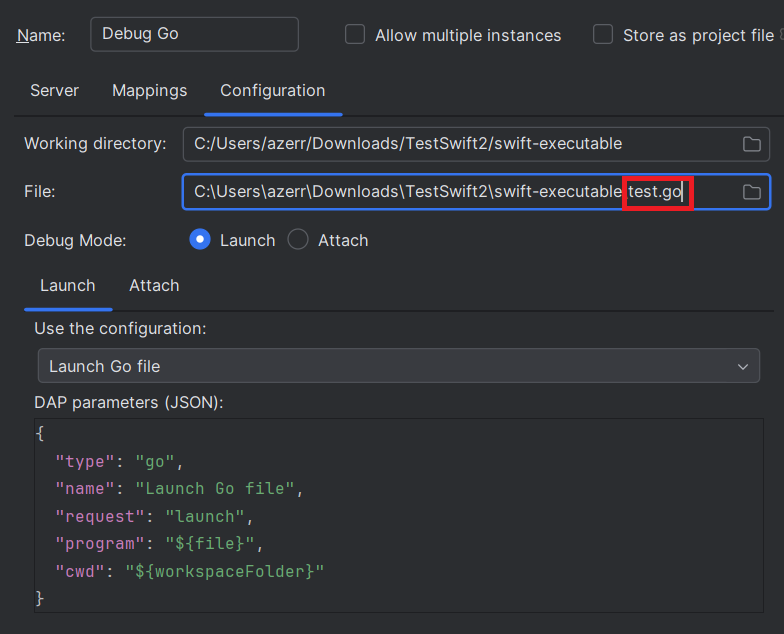 Name: Debug Go Allow multiple instances Store as project file
Server Mappings Configuration
Working directory: C:/Users/azerr/Downloads/TestSwift2/swift-executable
File: C:\Users\azerr\Downloads\TestSwift2\swift-executable\test.go
Debug Mode: Launch Attach
Launch Attach
Use the configuration:
Launch Go file
DAP parameters (JSON):
{
"type": "go",
"name": "Launch Go file",
"request": "launch",
"program": "${file}",
"cwd": "${workspaceFolder}"
}